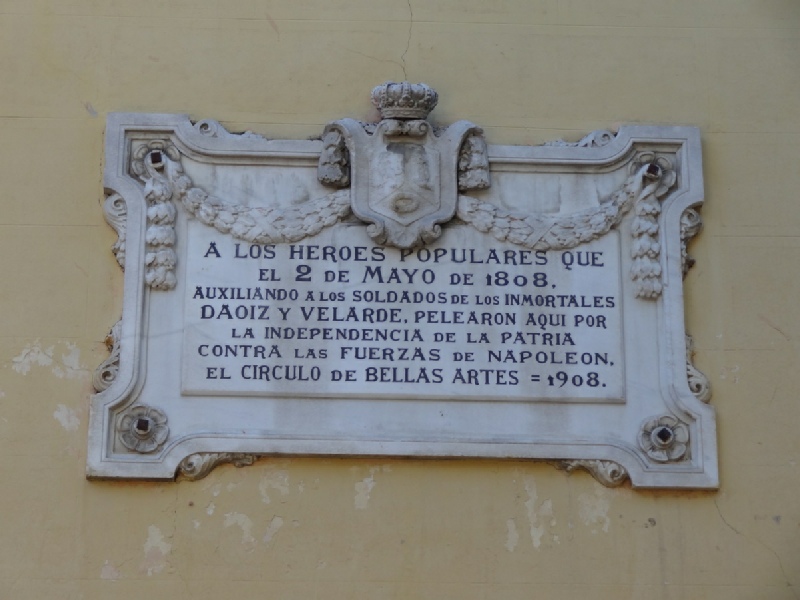 A LOS HEROES POPULARES QUE
EL 2 DE MAYO DE 1808,
AUXILIANDO A LOS SOLDADOS DE LOS INMORTALES
DAOIZ Y VELARDE, PELEARON AQUI POR
LA INDEPENDENCIA DE LA PATRIA
CONTRA LAS FUERZAS DE NAPOLEON.
EL CIRCULO DE BELLAS ARTES = 1908.